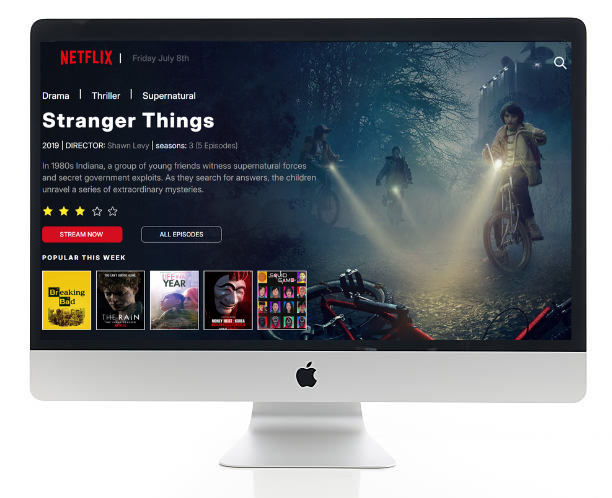 NETFLIX | Friday July 8th
Drama | Thriller | Supernatural
Stranger Things
2019 | DIRECTOR: Shawn Levy | seasons: 3 (5 Episodes)
In 1980s Indiana, a group of young friends witness supernatural forces
and secret government exploits. As they search for answers, the children
unravel a series of extraordinary mysteries.
STREAM NOW
ALL EPISODES
POPULAR THIS WEEK
Breaking
Bad
THE RAIN
YEAR
SQUID
GAME